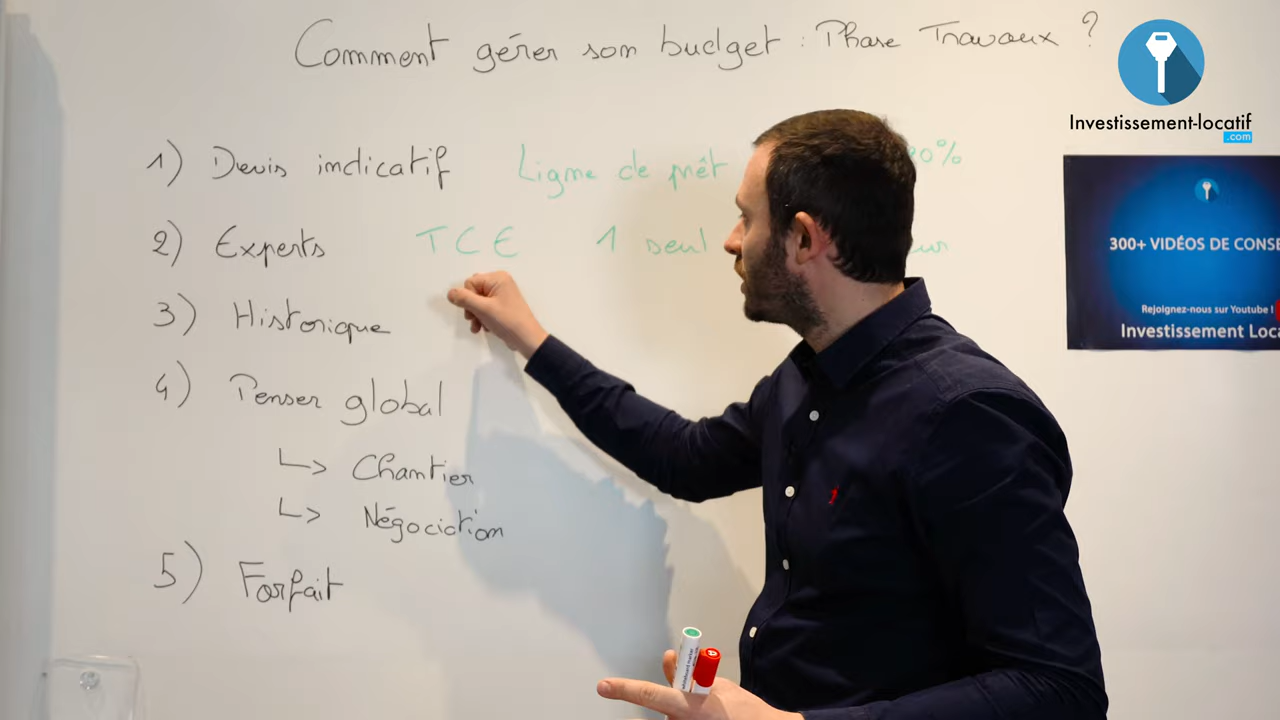 Comment gérer son budget : Phase Travaux ?
Investissement-locatif
.com
1) Devis indicatif Ligne de prêt
2) Experts TCE 1 seul
3) Historique
4) Penser global
↳ Chantier
↳ Négociation
5) Forfait
300+ VIDÉOS DE CONSE
Rejoignez-nous sur Youtube !
Investissement Loca